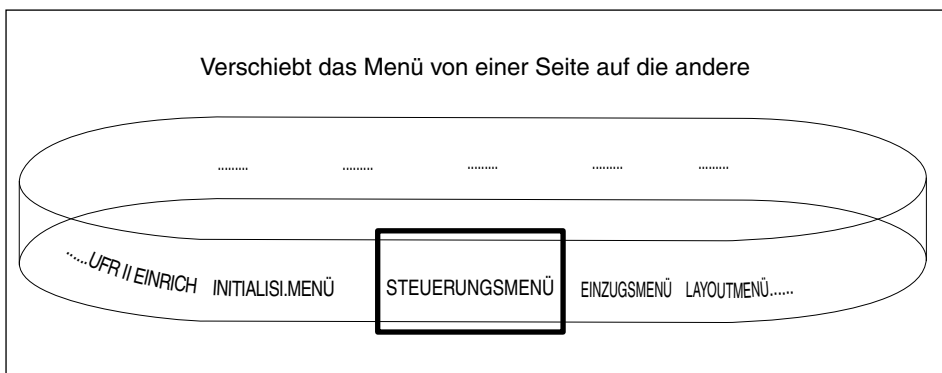 Verschiebt das Menü von einer Seite auf die andere
......... ......... ......... ......... .........
......UFR II EINRICH INITIALISI.MENÜ STEUERUNGSMENÜ EINZUGSMENÜ LAYOUTMENÜ......